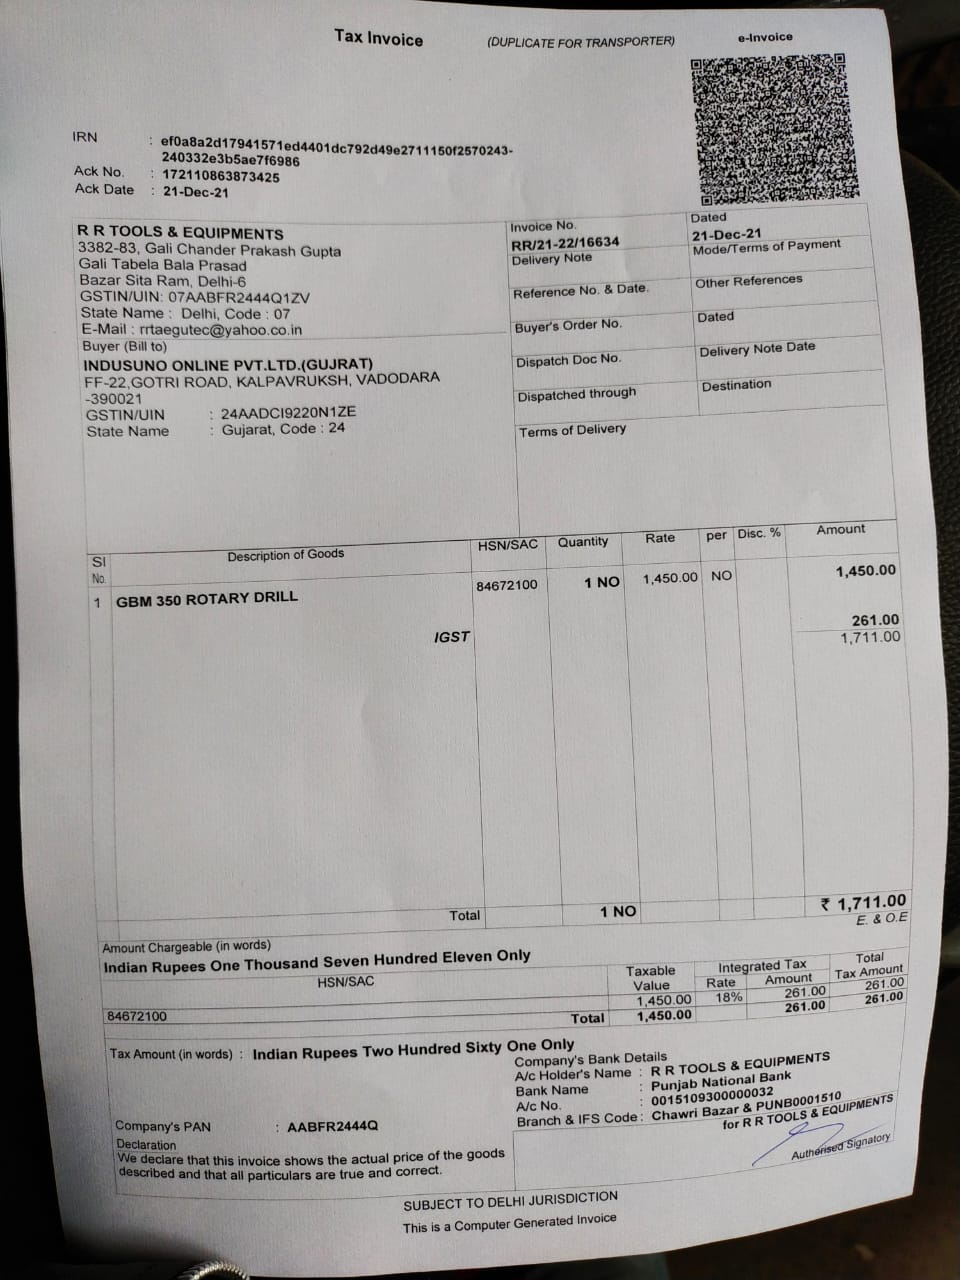 Tax Invoice
(DUPLICATE FOR TRANSPORTER)
e-Invoice
IRN : ef0a8a2d17941571ed4401dc792d49e2711150f2570243-
240332e3b5ae7f6986
Ack No. : 172110863873425
Ack Date : 21-Dec-21
R R TOOLS & EQUIPMENTS
3382-83, Gali Chander Prakash Gupta
Gali Tabela Bala Prasad
Bazar Sita Ram, Delhi-6
GSTIN/UIN: 07AABFR2444Q1ZV
State Name : Delhi, Code : 07
E-Mail : rrtaegutec@yahoo.co.in
Buyer (Bill to)
INDUSUNO ONLINE PVT.LTD.(GUJRAT)
FF-22,GOTRI ROAD, KALPAVRUKSH, VADODARA
-390021
GSTIN/UIN : 24AADCI9220N1ZE
State Name : Gujarat, Code : 24
Invoice No.
RR/21-22/16634
Dated
21-Dec-21
Delivery Note
Mode/Terms of Payment
Reference No. & Date.
Other References
Buyer's Order No.
Dated
Dispatch Doc No.
Delivery Note Date
Dispatched through
Destination
Terms of Delivery
Sl No. Description of Goods HSN/SAC Quantity Rate per Disc. % Amount
1 GBM 350 ROTARY DRILL 84672100 1 NO 1,450.00 NO 1,450.00
IGST 261.00
1,711.00
Total 1 NO ₹ 1,711.00
E. & O.E
Amount Chargeable (in words)
Indian Rupees One Thousand Seven Hundred Eleven Only
HSN/SAC Taxable Value Integrated Tax Rate Amount Total Tax Amount
84672100 1,450.00 18% 261.00 261.00
Total 1,450.00 261.00 261.00
Tax Amount (in words) : Indian Rupees Two Hundred Sixty One Only
Company's Bank Details
A/c Holder's Name : R R TOOLS & EQUIPMENTS
Bank Name : Punjab National Bank
A/c No. : 0015109300000032
Branch & IFS Code : Chawri Bazar & PUNB0001510
Company's PAN : AABFR2444Q
Declaration
We declare that this invoice shows the actual price of the goods
described and that all particulars are true and correct.
for R R TOOLS & EQUIPMENTS
Authorised Signatory
SUBJECT TO DELHI JURISDICTION
This is a Computer Generated Invoice